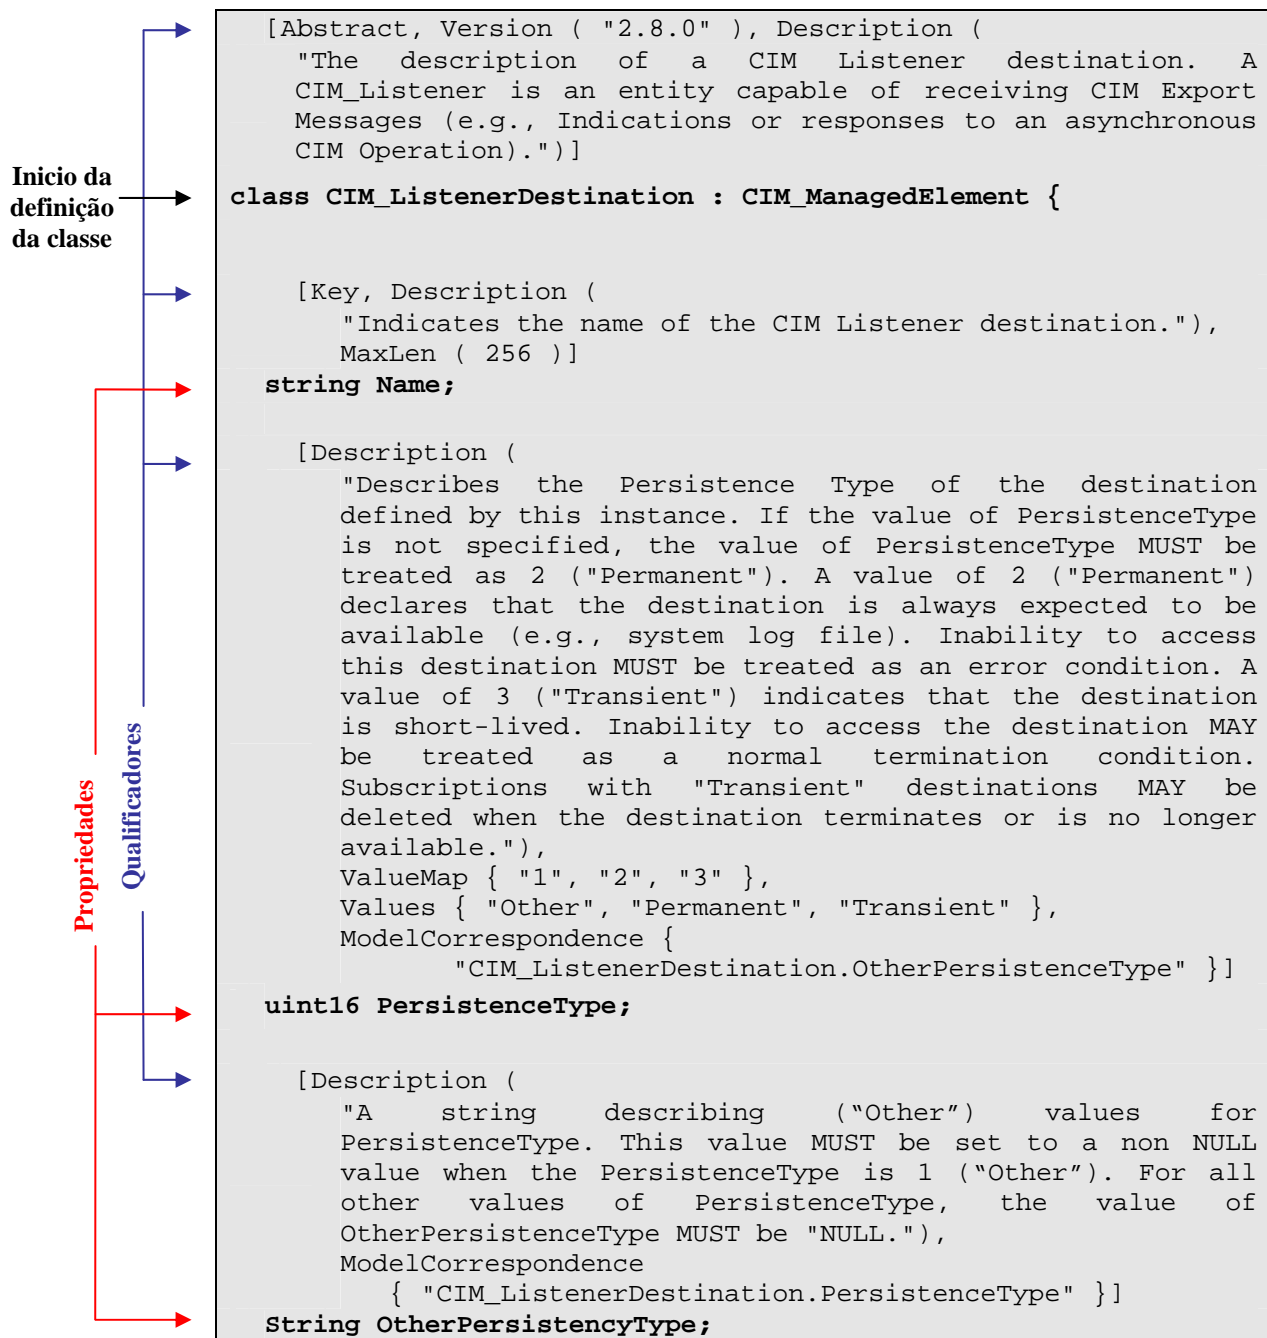 [Abstract, Version ( "2.8.0" ), Description (
"The description of a CIM Listener destination. A
CIM_Listener is an entity capable of receiving CIM Export
Messages (e.g., Indications or responses to an asynchronous
CIM Operation).")]
Inicio da
definição
da classe
class CIM_ListenerDestination : CIM_ManagedElement {
[Key, Description (
"Indicates the name of the CIM Listener destination."),
MaxLen ( 256 )]
string Name;
[Description (
"Describes the Persistence Type of the destination
defined by this instance. If the value of PersistenceType
is not specified, the value of PersistenceType MUST be
treated as 2 ("Permanent"). A value of 2 ("Permanent")
declares that the destination is always expected to be
available (e.g., system log file). Inability to access
this destination MUST be treated as an error condition. A
value of 3 ("Transient") indicates that the destination
is short-lived. Inability to access the destination MAY
be treated as a normal termination condition.
Subscriptions with "Transient" destinations MAY be
deleted when the destination terminates or is no longer
available."),
ValueMap { "1", "2", "3" },
Values { "Other", "Permanent", "Transient" },
ModelCorrespondence {
"CIM_ListenerDestination.OtherPersistenceType" }]
Propriedades
Qualificadores
uint16 PersistenceType;
[Description (
"A string describing (“Other”) values for
PersistenceType. This value MUST be set to a non NULL
value when the PersistenceType is 1 (“Other”). For all
other values of PersistenceType, the value of
OtherPersistenceType MUST be "NULL."),
ModelCorrespondence
{ "CIM_ListenerDestination.PersistenceType" }]
String OtherPersistencyType;